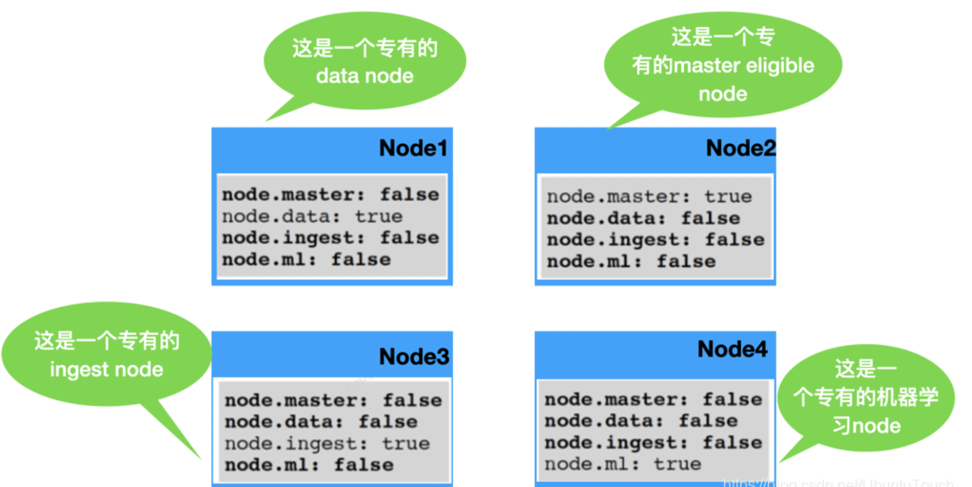 这是一个专有的
data node
这是一个专
有的master eligible
node
Node1
node.master: false
node.data: true
node.ingest: false
node.ml: false
Node2
node.master: true
node.data: false
node.ingest: false
node.ml: false
这是一个专有的
ingest node
Node3
node.master: false
node.data: false
node.ingest: true
node.ml: false
Node4
node.master: false
node.data: false
node.ingest: false
node.ml: true
这是一
个专有的机器学
习node
https://blog.csdn.net/UbuntuTouch